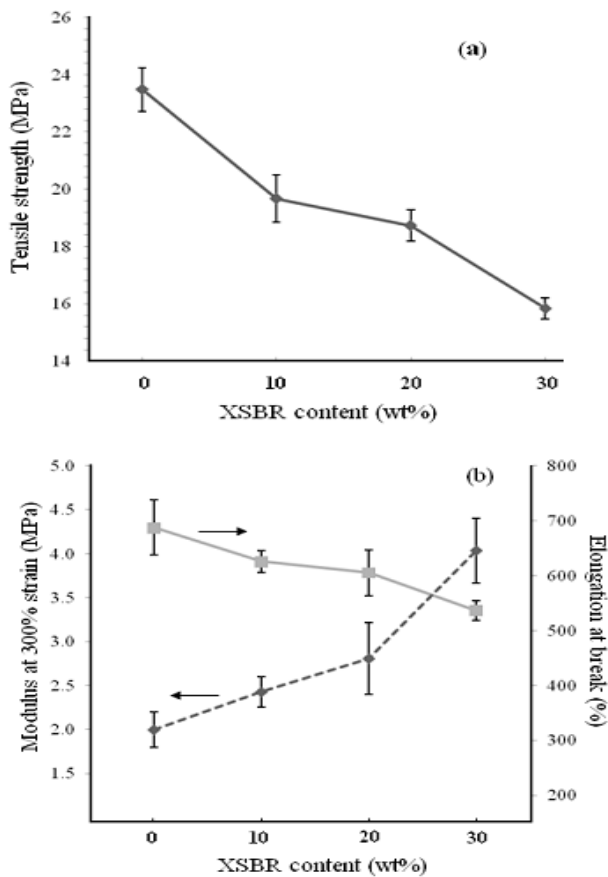 26
24
22
20
18
16
14
Tensile strength (MPa)
(a)
0 10 20 30
XSBR content (wt%)
5.0
4.5
4.0
3.5
3.0
2.5
2.0
1.5
Modulus at 300% strain (MPa)
(b)
800
700
600
500
400
300
200
Elongation at break (%)
0 10 20 30
XSBR content (wt%)